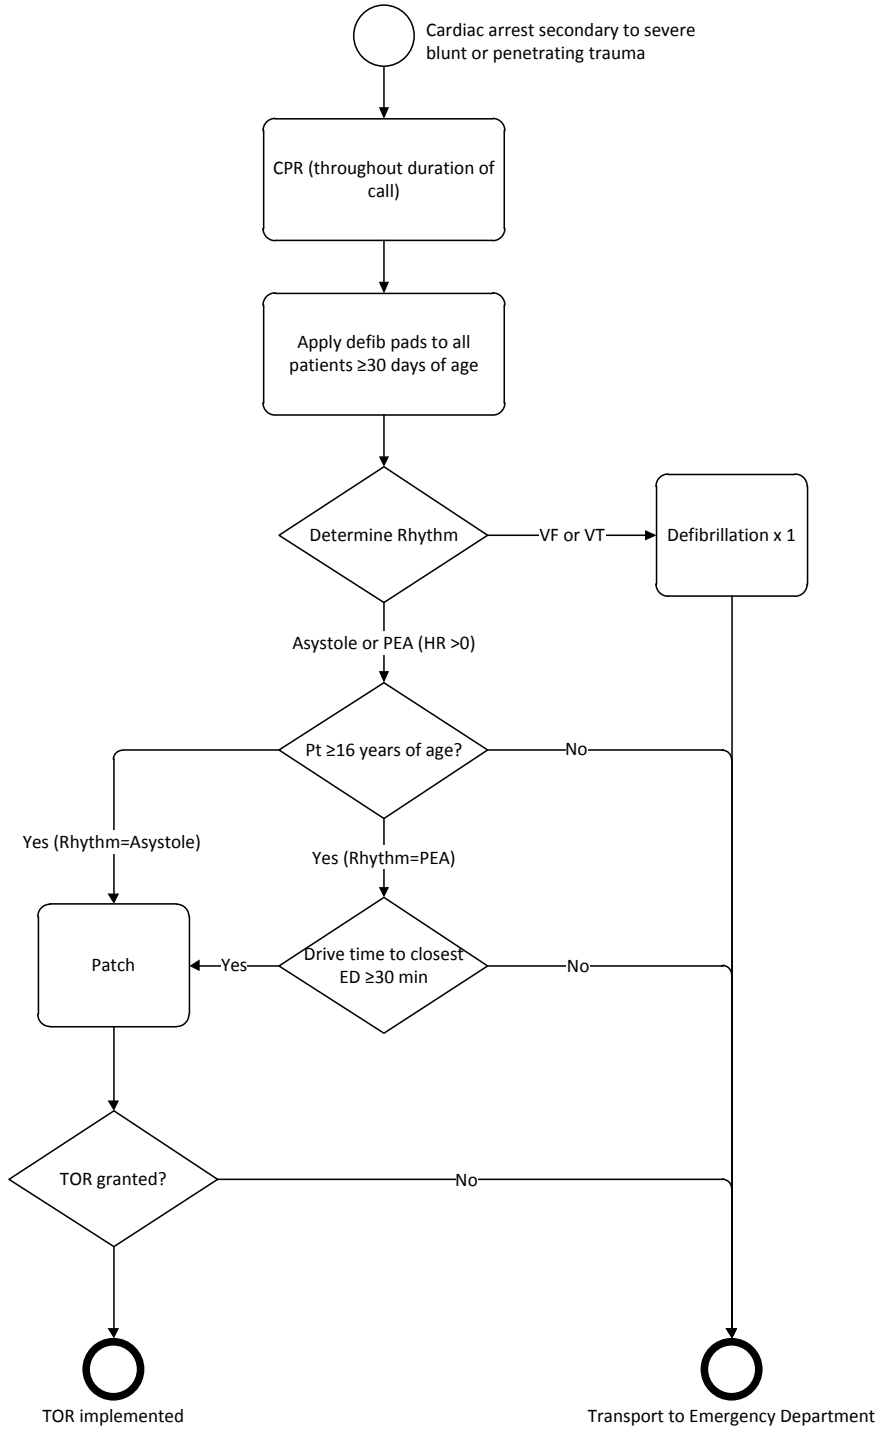 Cardiac arrest secondary to severe
blunt or penetrating trauma
CPR (throughout duration of
call)
Apply defib pads to all
patients ≥30 days of age
Determine Rhythm
VF or VT
Defibrillation x 1
Asystole or PEA (HR >0)
Pt ≥16 years of age?
No
Yes (Rhythm=Asystole)
Yes (Rhythm=PEA)
Patch
Yes
Drive time to closest
ED ≥30 min
No
TOR granted?
No
TOR implemented
Transport to Emergency Department